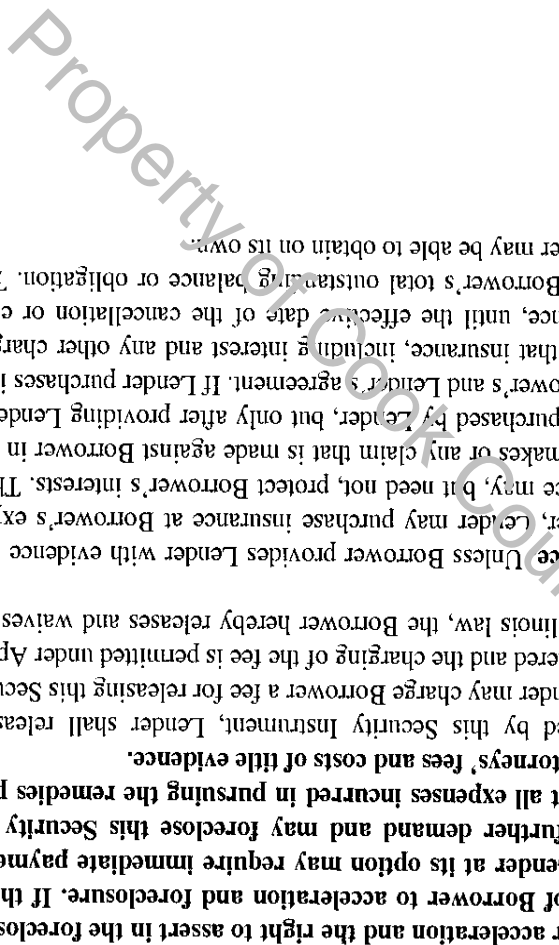 r acceleration and the right to assert in the foreclos
of Borrower to acceleration and foreclosure. If th
ender at its option may require immediate payme
further demand and may foreclose this Security
t all expenses incurred in pursuing the remedies p
torneys' fees and costs of title evidence.
ed by this Security Instrument, Lender shall releas
nder may charge Borrower a fee for releasing this Secu
ered and the charging of the fee is permitted under Ap
linois law, the Borrower hereby releases and waives
ce Unless Borrower provides Lender with evidence
er, Lender may purchase insurance at Borrower's ex
ce may, but need not, protect Borrower's interests. Th
makes or any claim that is made against Borrower in
purchased by Lender, but only after providing Lende
ower's and Lender's agreement. If Lender purchases i
that insurance, including interest and any other charg
nce, until the effective date of the cancellation or e
Borrower's total outstanding balance or obligation. T
er may be able to obtain on its own.
Property of Cook Cou